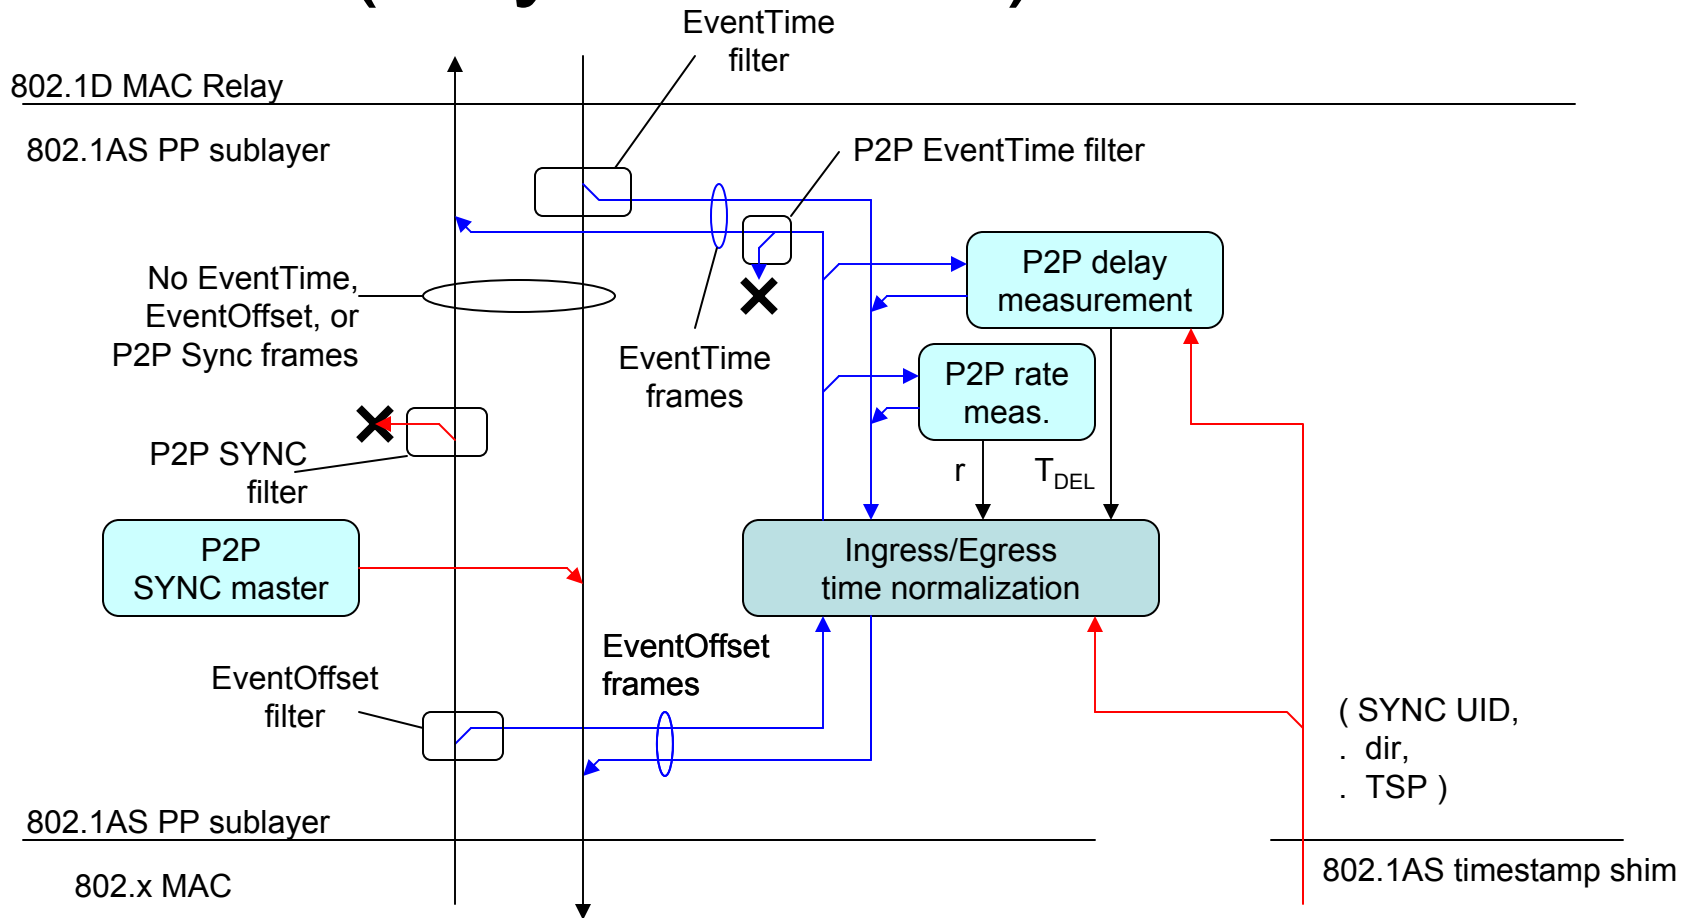 EventTime
filter
802.1D MAC Relay
802.1AS PP sublayer
P2P EventTime filter
No EventTime,
EventOffset, or
P2P Sync frames
P2P delay
measurement
EventTime
frames
P2P rate
meas.
P2P SYNC
filter
r
TDEL
P2P
SYNC master
Ingress/Egress
time normalization
EventOffset
frames
EventOffset
filter
( SYNC UID,
. dir,
. TSP )
802.1AS PP sublayer
802.x MAC
802.1AS timestamp shim